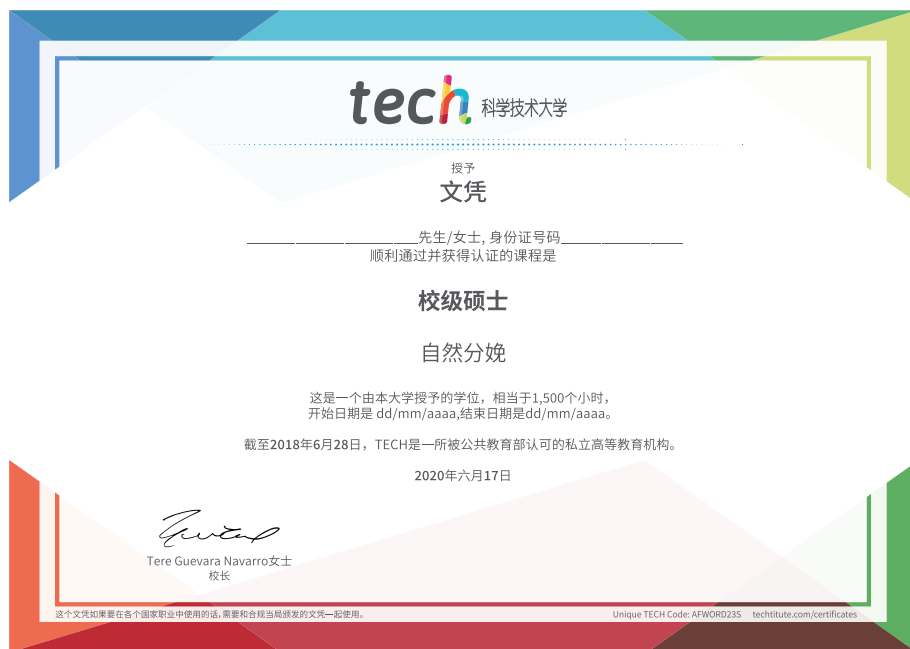 tech 科学技术大学
授予
文凭
先生/女士, 身份证号码
顺利通过并获得认证的课程是
校级硕士
自然分娩
这是一个由本大学授予的学位，相当于1,500个小时，
开始日期是 dd/mm/aaaa,结束日期是dd/mm/aaaa。
截至2018年6月28日，TECH是一所被公共教育部认可的私立高等教育机构。
2020年六月17日
Tere Guevara Navarro女士
校长
这个文凭如果要在各个国家职业中使用的话,需要和合规当局颁发的文凭一起使用。
Unique TECH Code: AFWORD23S techtitute.com/certificates